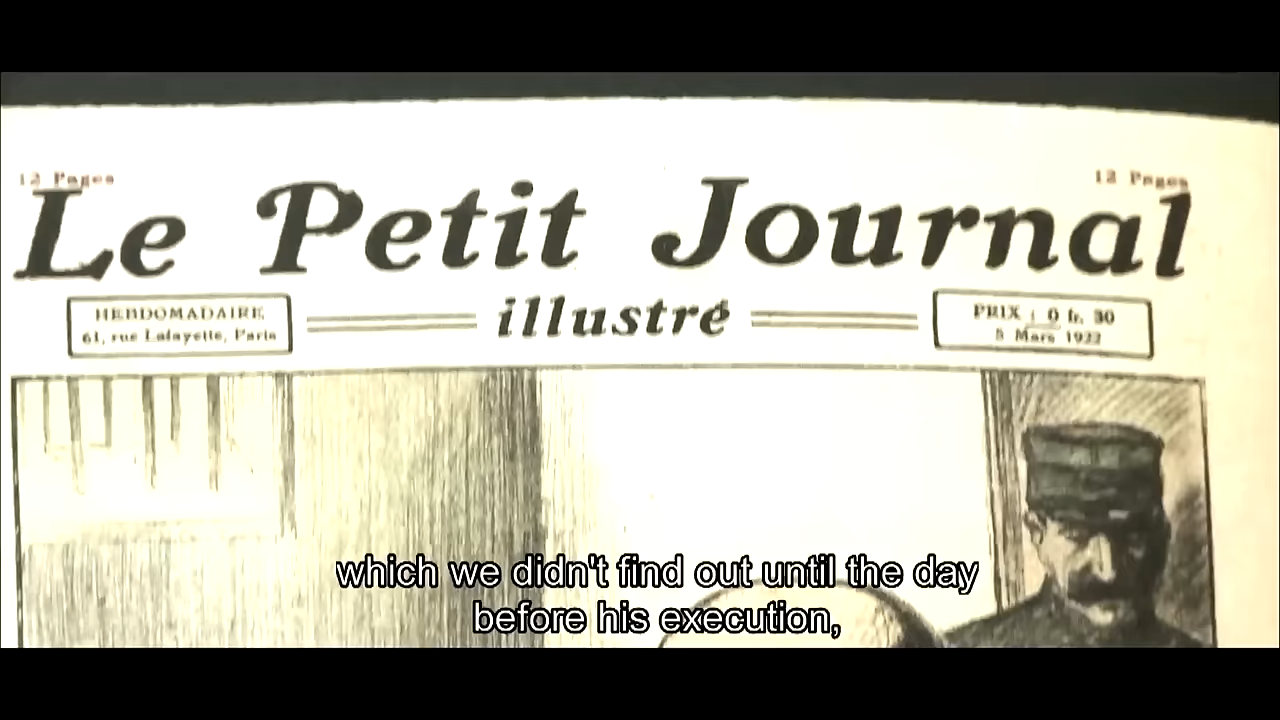 12 Pages
12 Pages
Le Petit Journal
illustré
HEBDOMADAIRE
61, rue Lafayette, Paris
PRIX : 0 fr. 30
5 Mars 1922
which we didn't find out until the day
before his execution,